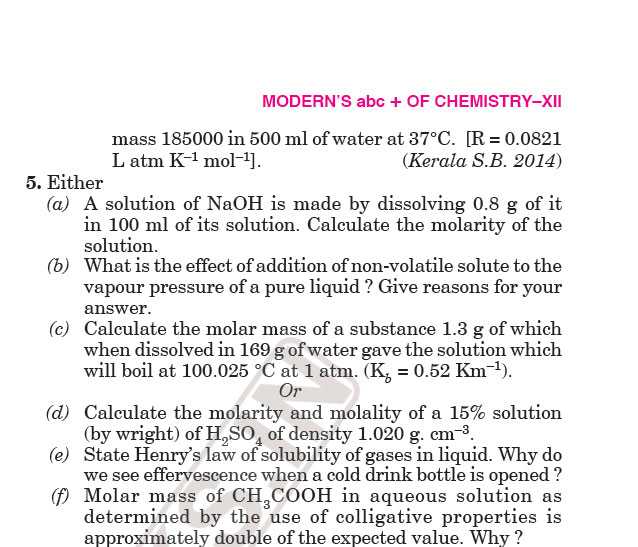 MODERN'S abc + OF CHEMISTRY–XII
mass 185000 in 500 ml of water at 37°C. [R = 0.0821
L atm K⁻¹ mol⁻¹]. (Kerala S.B. 2014)
5. Either
(a) A solution of NaOH is made by dissolving 0.8 g of it
in 100 ml of its solution. Calculate the molarity of the
solution.
(b) What is the effect of addition of non-volatile solute to the
vapour pressure of a pure liquid ? Give reasons for your
answer.
(c) Calculate the molar mass of a substance 1.3 g of which
when dissolved in 169 g of water gave the solution which
will boil at 100.025 °C at 1 atm. (K_b = 0.52 Km⁻¹).
Or
(d) Calculate the molarity and molality of a 15% solution
(by wright) of H₂SO₄ of density 1.020 g. cm⁻³.
(e) State Henry's law of solubility of gases in liquid. Why do
we see effervescence when a cold drink bottle is opened ?
(f) Molar mass of CH₃COOH in aqueous solution as
determined by the use of colligative properties is
approximately double of the expected value. Why ?